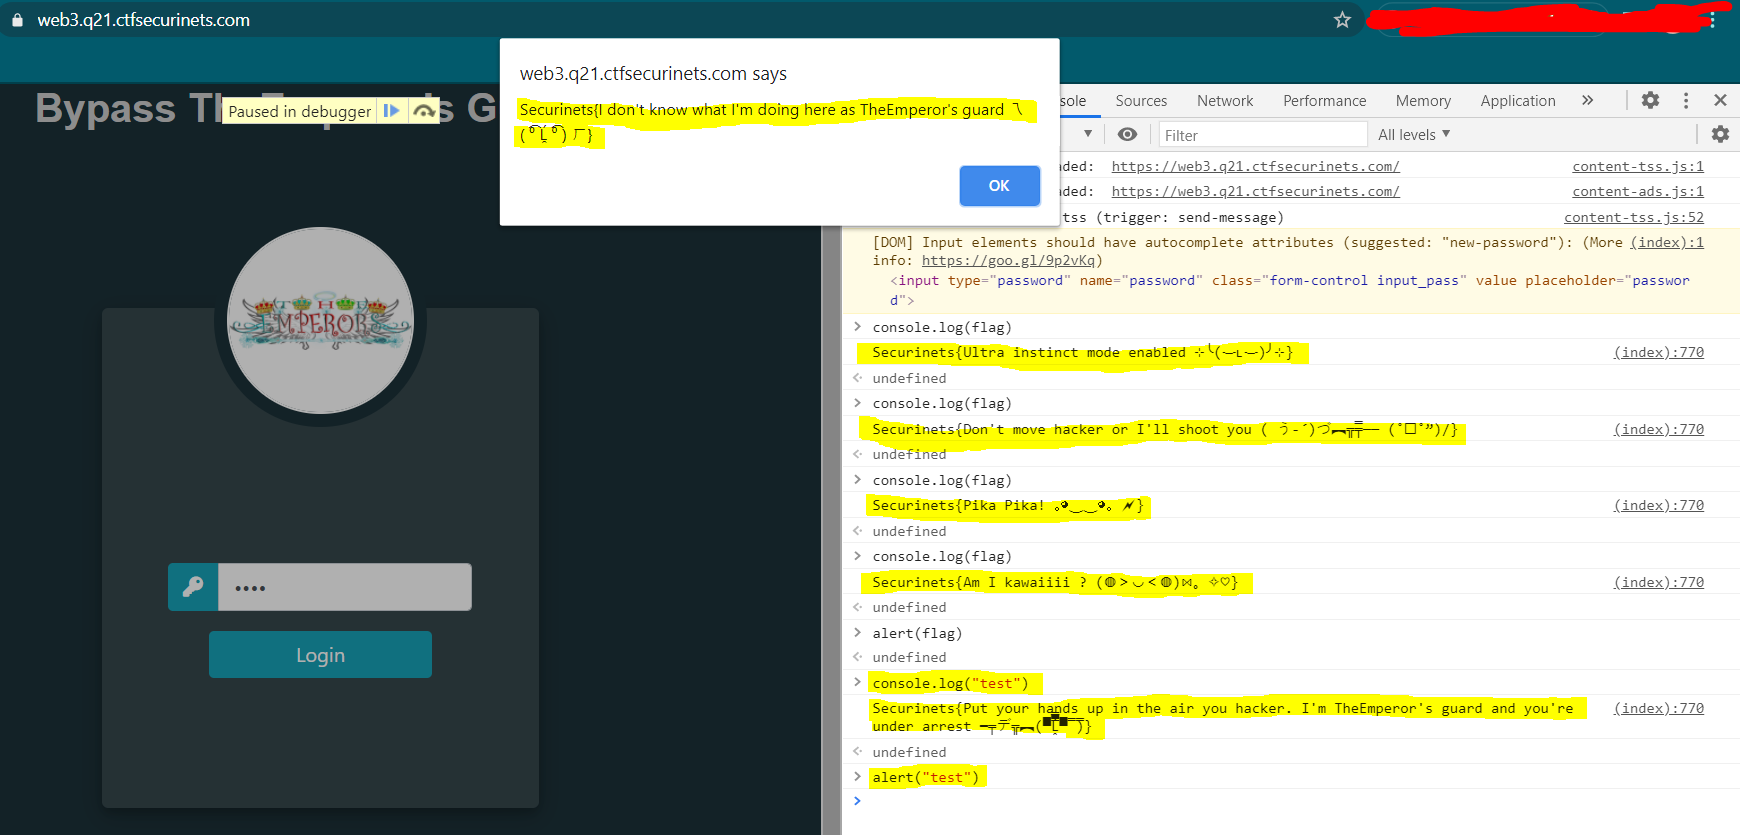 web3.q21.ctfsecurinets.com
Bypass Th
Paused in debugger
s G
web3.q21.ctfsecurinets.com says
Securinets{I don't know what I'm doing here as TheEmperor's guard ㄟ
( ͡° ͜ʖ ͡°) ㄏ}
OK
sole Sources Network Performance Memory Application »
Filter All levels ▼
ded: https://web3.q21.ctfsecurinets.com/ content-tss.js:1
ded: https://web3.q21.ctfsecurinets.com/ content-ads.js:1
tss (trigger: send-message) content-tss.js:52
[DOM] Input elements should have autocomplete attributes (suggested: "new-password"): (More (index):1
info: https://goo.gl/9p2vKq)
<input type="password" name="password" class="form-control input_pass" value placeholder="passwor
d">
> console.log(flag)
Securinets{Ultra instinct mode enabled ⊹╰(⌣ʟ⌣)╯⊹} (index):770
undefined
> console.log(flag)
Securinets{Don't move hacker or I'll shoot you ( う-´)づ︻╦̵̵̿╤── (˚☐˚”)/} (index):770
undefined
> console.log(flag)
Securinets{Pika Pika! ｡◕‿‿◕｡ ⚡} (index):770
undefined
> console.log(flag)
Securinets{Am I kawaiiii ? (◍＞◡＜◍)⋈。✧♡} (index):770
undefined
> alert(flag)
undefined
> console.log("test")
Securinets{Put your hands up in the air you hacker. I'm TheEmperor's guard and you're (index):770
under arrest ━╤デ╦︻(▀̿̿Ĺ̯̿̿▀̿ ̿)}
undefined
> alert("test")
>
THE
EMPERORS
••••
Login